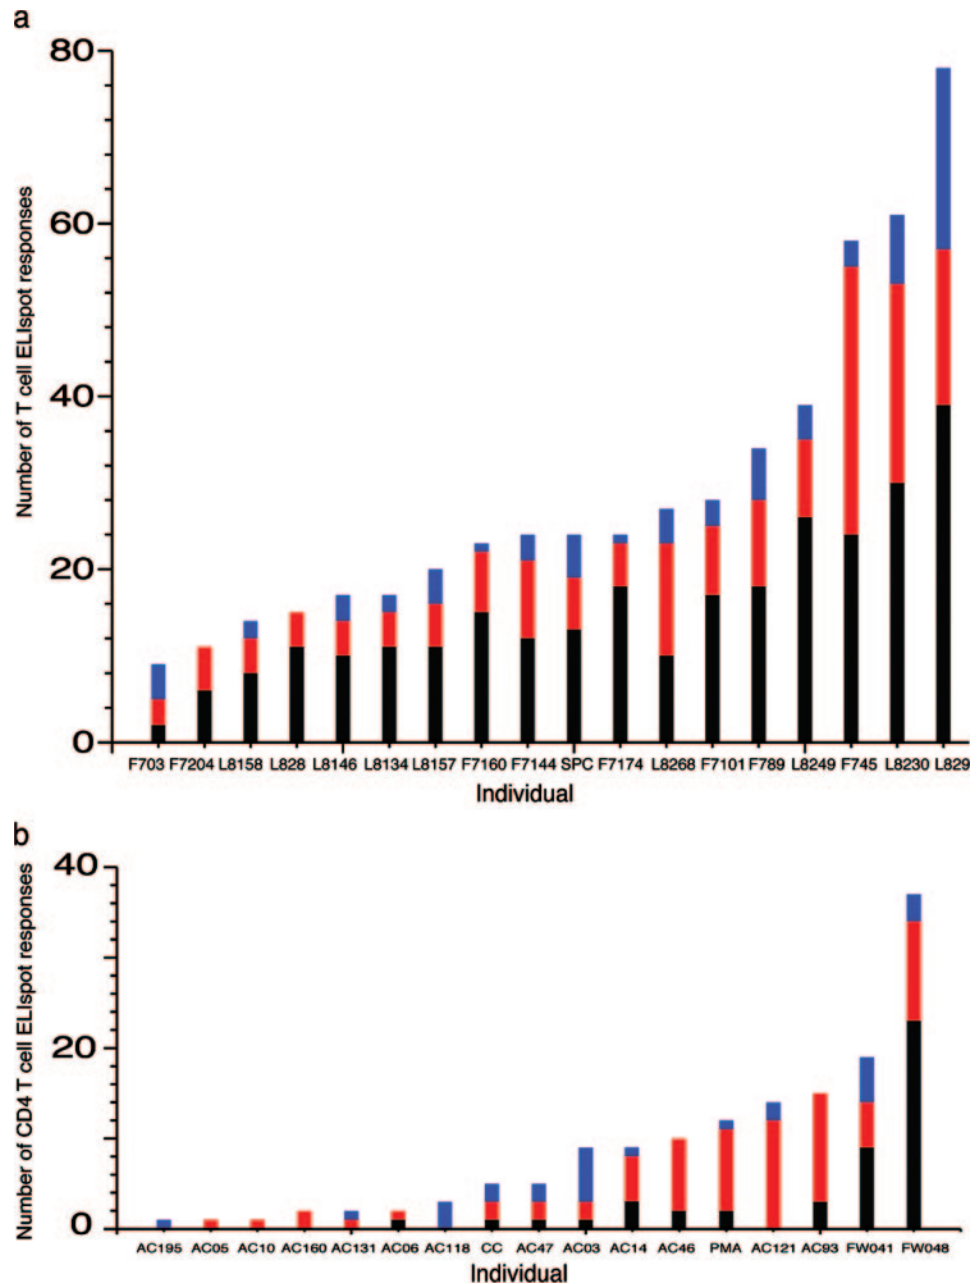 a
80
60
40
20
0
Number of T cell ELIspot responses
F703 F7204 L8158 L828 L8146 L8134 L8157 F7160 F7144 SPC F7174 L8268 F7101 F789 L8249 F745 L8230 L829
Individual
b
40
20
0
Number of CD4 T cell ELIspot responses
AC195 AC05 AC10 AC160 AC131 AC06 AC118 CC AC47 AC03 AC14 AC46 PMA AC121 AC93 FW041 FW048
Individual